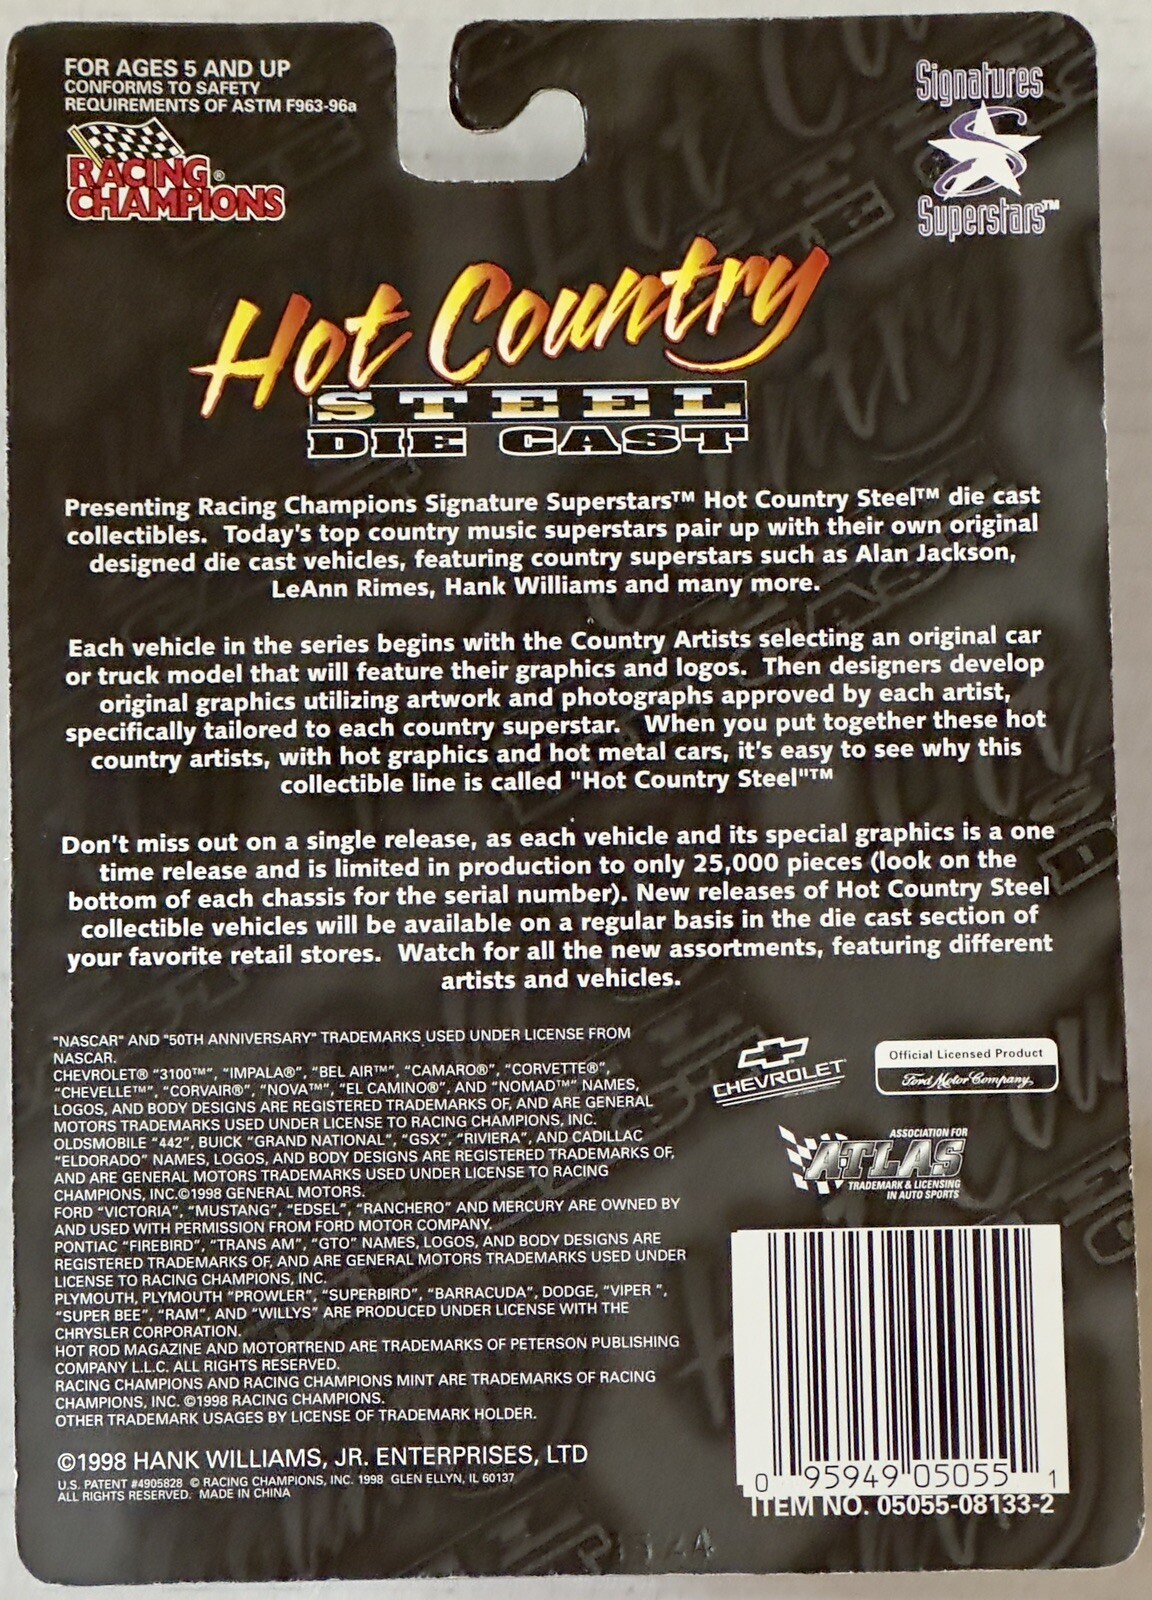 FOR AGES 5 AND UP
CONFORMS TO SAFETY
REQUIREMENTS OF ASTM F963-96a
RACING®
CHAMPIONS
Signatures
S
Superstars™
Hot Country
STEEL
DIE CAST
Presenting Racing Champions Signature Superstars™ Hot Country Steel™ die cast
collectibles.  Today's top country music superstars pair up with their own original
designed die cast vehicles, featuring country superstars such as Alan Jackson,
LeAnn Rimes, Hank Williams and many more.
Each vehicle in the series begins with the Country Artists selecting an original car
or truck model that will feature their graphics and logos.  Then designers develop
original graphics utilizing artwork and photographs approved by each artist,
specifically tailored to each country superstar.   When you put together these hot
country artists, with hot graphics and hot metal cars, it's easy to see why this
collectible line is called "Hot Country Steel"™
Don't miss out on a single release, as each vehicle and its special graphics is a one
time release and is limited in production to only 25,000 pieces (look on the
bottom of each chassis for the serial number). New releases of Hot Country Steel
collectible vehicles will be available on a regular basis in the die cast section of
your favorite retail stores.  Watch for all the new assortments, featuring different
artists and vehicles.
"NASCAR" AND "50TH ANNIVERSARY" TRADEMARKS USED UNDER LICENSE FROM
NASCAR.
CHEVROLET® "3100™", "IMPALA®", "BEL AIR™", "CAMARO®", "CORVETTE®",
"CHEVELLE™", "CORVAIR®", "NOVA™", "EL CAMINO®", AND "NOMAD™" NAMES,
LOGOS, AND BODY DESIGNS ARE REGISTERED TRADEMARKS OF, AND ARE GENERAL
MOTORS TRADEMARKS USED UNDER LICENSE TO RACING CHAMPIONS, INC.
OLDSMOBILE "442", BUICK "GRAND NATIONAL", "GSX", "RIVIERA", AND CADILLAC
"ELDORADO" NAMES, LOGOS, AND BODY DESIGNS ARE REGISTERED TRADEMARKS OF,
AND ARE GENERAL MOTORS TRADEMARKS USED UNDER LICENSE TO RACING
CHAMPIONS, INC.©1998 GENERAL MOTORS.
FORD "VICTORIA", "MUSTANG", "EDSEL", "RANCHERO" AND MERCURY ARE OWNED BY
AND USED WITH PERMISSION FROM FORD MOTOR COMPANY.
PONTIAC "FIREBIRD", "TRANS AM", "GTO" NAMES, LOGOS, AND BODY DESIGNS ARE
REGISTERED TRADEMARKS OF, AND ARE GENERAL MOTORS TRADEMARKS USED UNDER
LICENSE TO RACING CHAMPIONS, INC.
PLYMOUTH, PLYMOUTH "PROWLER", "SUPERBIRD", "BARRACUDA", DODGE, "VIPER ",
"SUPER BEE", "RAM", AND "WILLYS" ARE PRODUCED UNDER LICENSE WITH THE
CHRYSLER CORPORATION.
HOT ROD MAGAZINE AND MOTORTREND ARE TRADEMARKS OF PETERSON PUBLISHING
COMPANY L.L.C. ALL RIGHTS RESERVED.
RACING CHAMPIONS AND RACING CHAMPIONS MINT ARE TRADEMARKS OF RACING
CHAMPIONS, INC. ©1998 RACING CHAMPIONS.
OTHER TRADEMARK USAGES BY LICENSE OF TRADEMARK HOLDER.
©1998 HANK WILLIAMS, JR. ENTERPRISES, LTD
U.S. PATENT #4905828  © RACING CHAMPIONS, INC. 1998  GLEN ELLYN, IL 60137
ALL RIGHTS RESERVED.  MADE IN CHINA
CHEVROLET
Official Licensed Product
Ford Motor Company
ASSOCIATION FOR
ATLAS
TRADEMARK & LICENSING
IN AUTO SPORTS
0 95949 05055 1
ITEM NO. 05055-08133-2